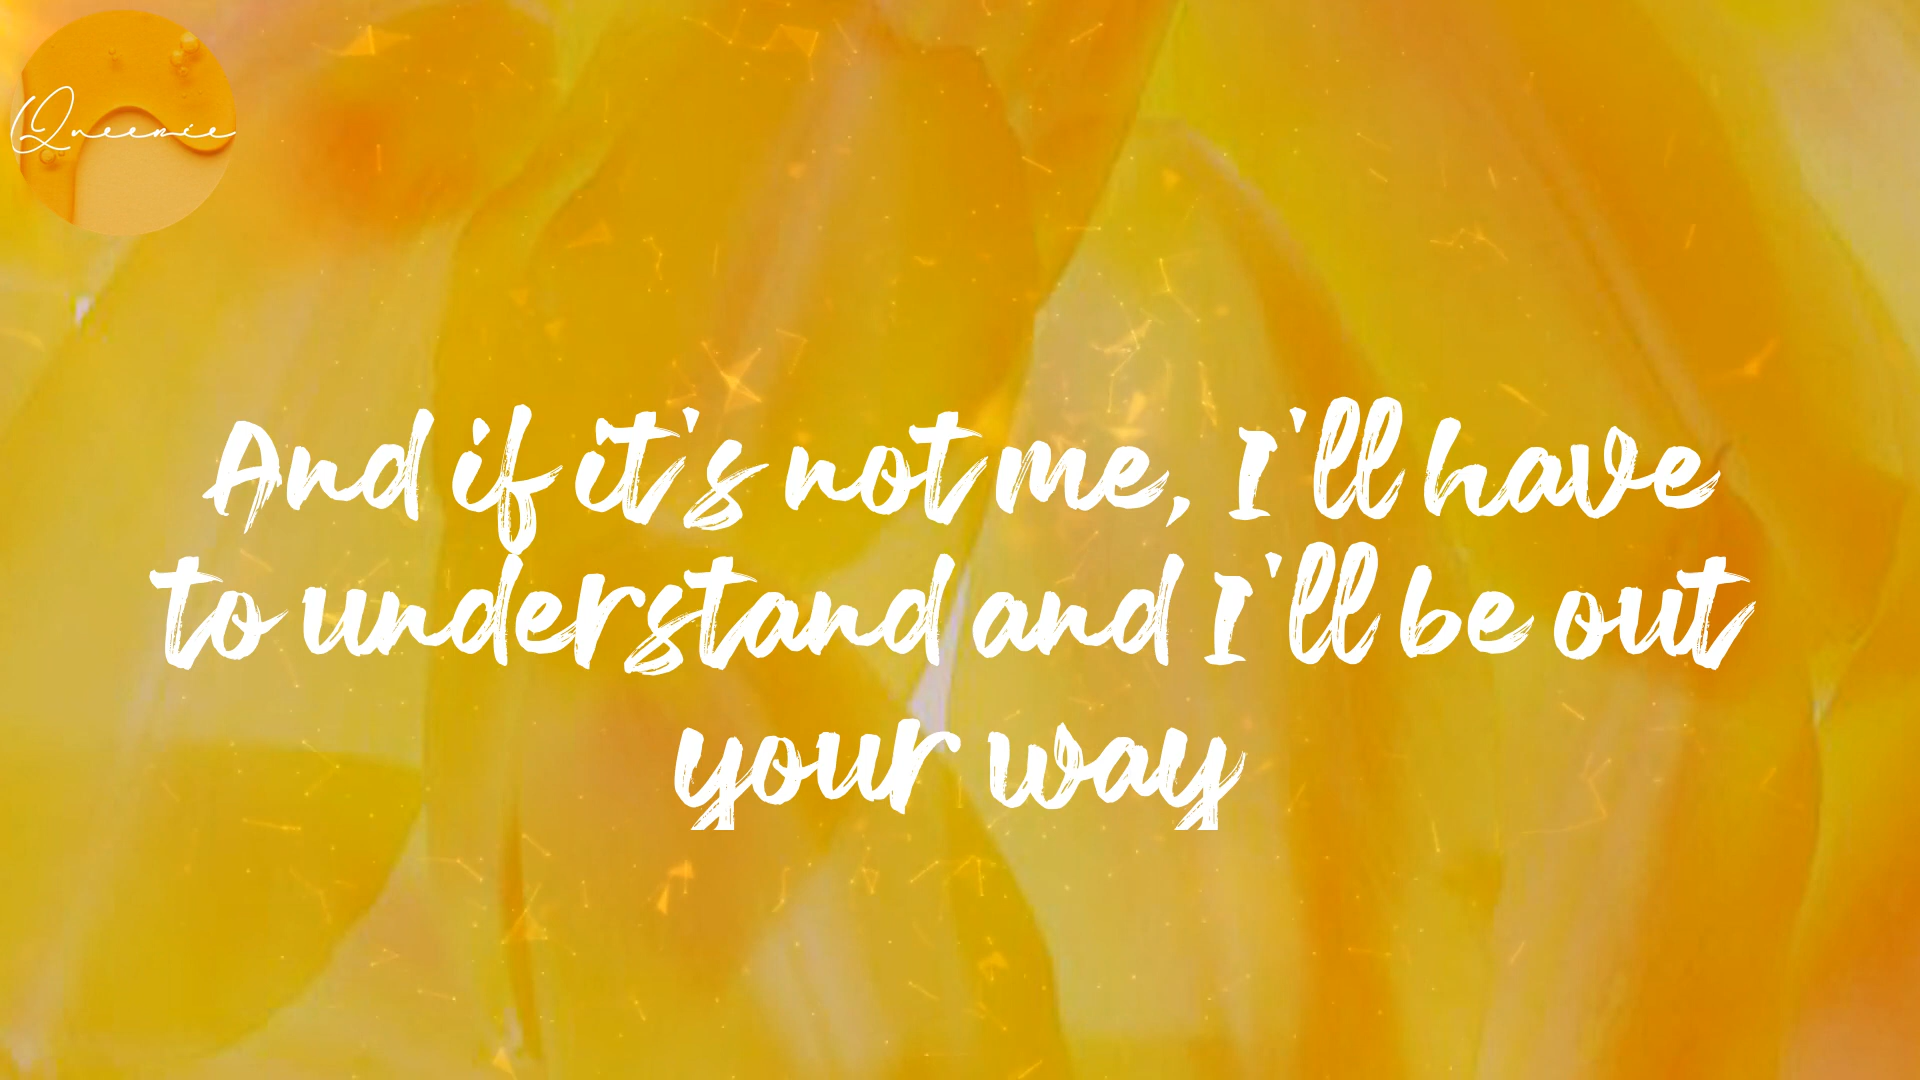 Queenie
And if it's not me, I'll have
to understand and I'll be out
your way